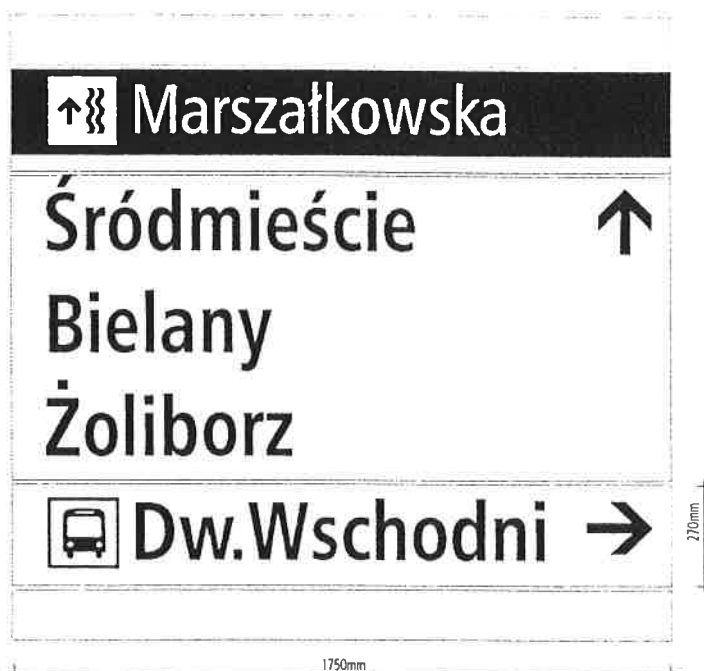 Marszałkowska
Śródmieście
Bielany
Żoliborz
Dw.Wschodni
270mm
1750mm